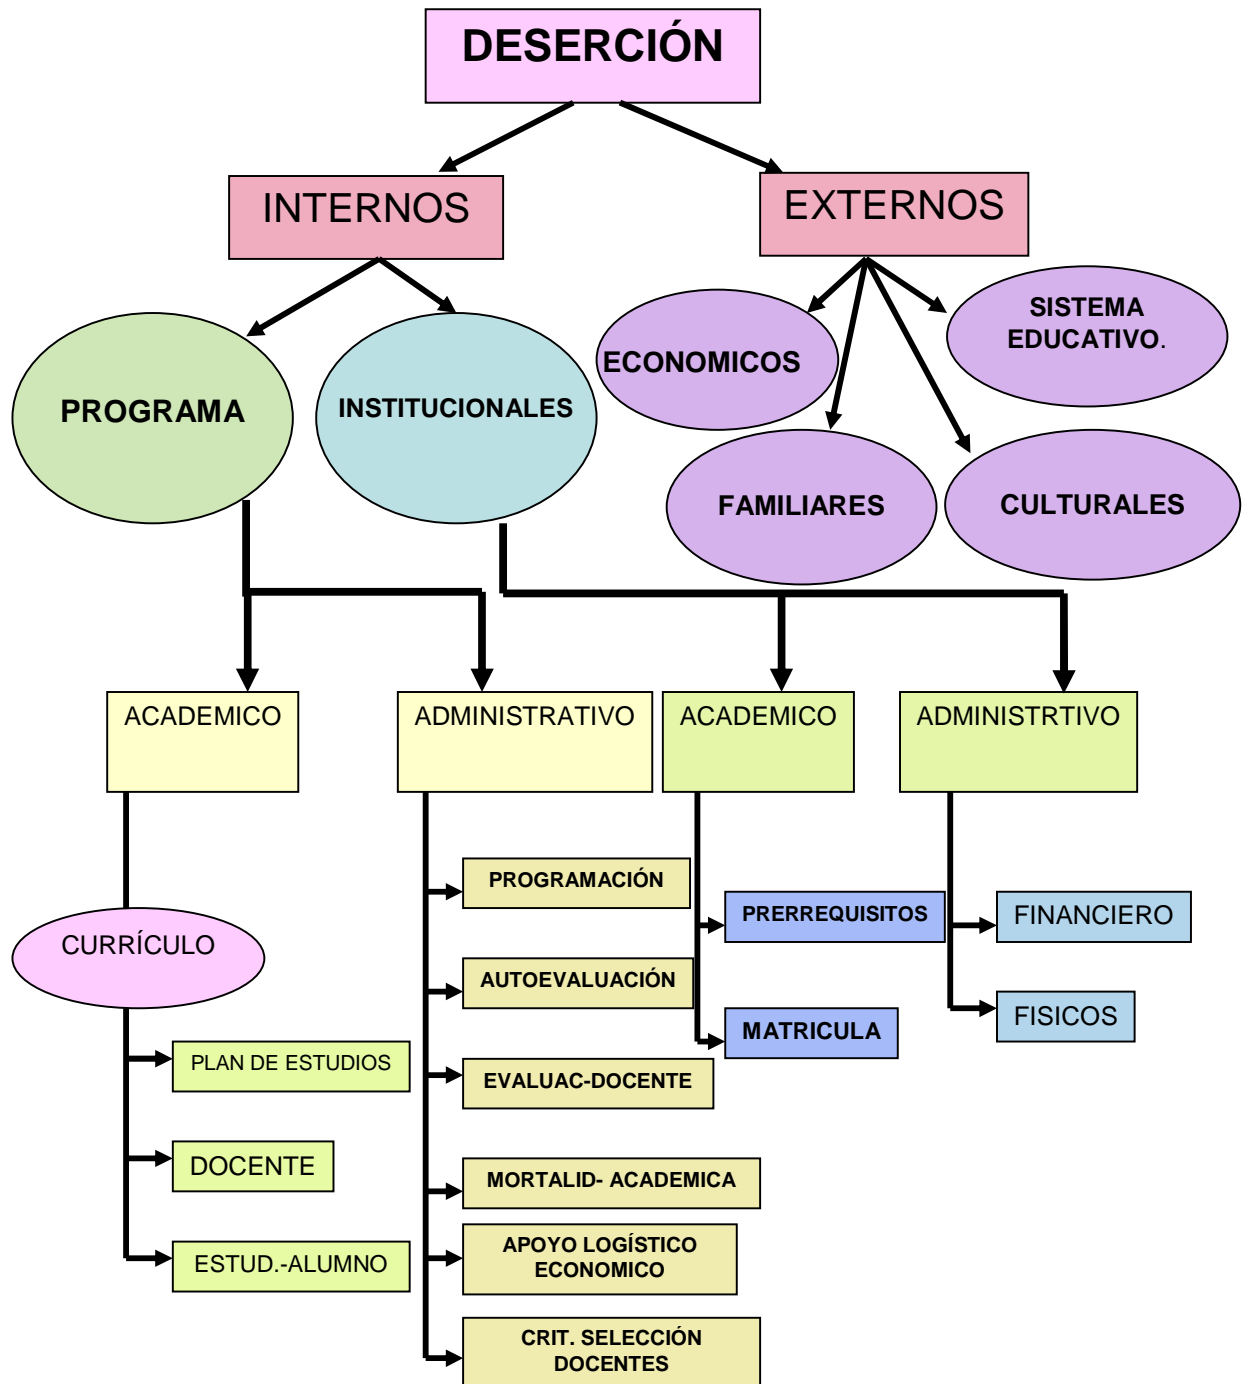 DESERCIÓN
INTERNOS
EXTERNOS
PROGRAMA
INSTITUCIONALES
ECONOMICOS
SISTEMA
EDUCATIVO.
FAMILIARES
CULTURALES
ACADEMICO
ADMINISTRATIVO
ACADEMICO
ADMINISTRTIVO
CURRÍCULO
PLAN DE ESTUDIOS
DOCENTE
ESTUD.-ALUMNO
PROGRAMACIÓN
AUTOEVALUACIÓN
EVALUAC-DOCENTE
MORTALID- ACADEMICA
APOYO LOGÍSTICO
ECONOMICO
CRIT. SELECCIÓN
DOCENTES
PRERREQUISITOS
MATRICULA
FINANCIERO
FISICOS